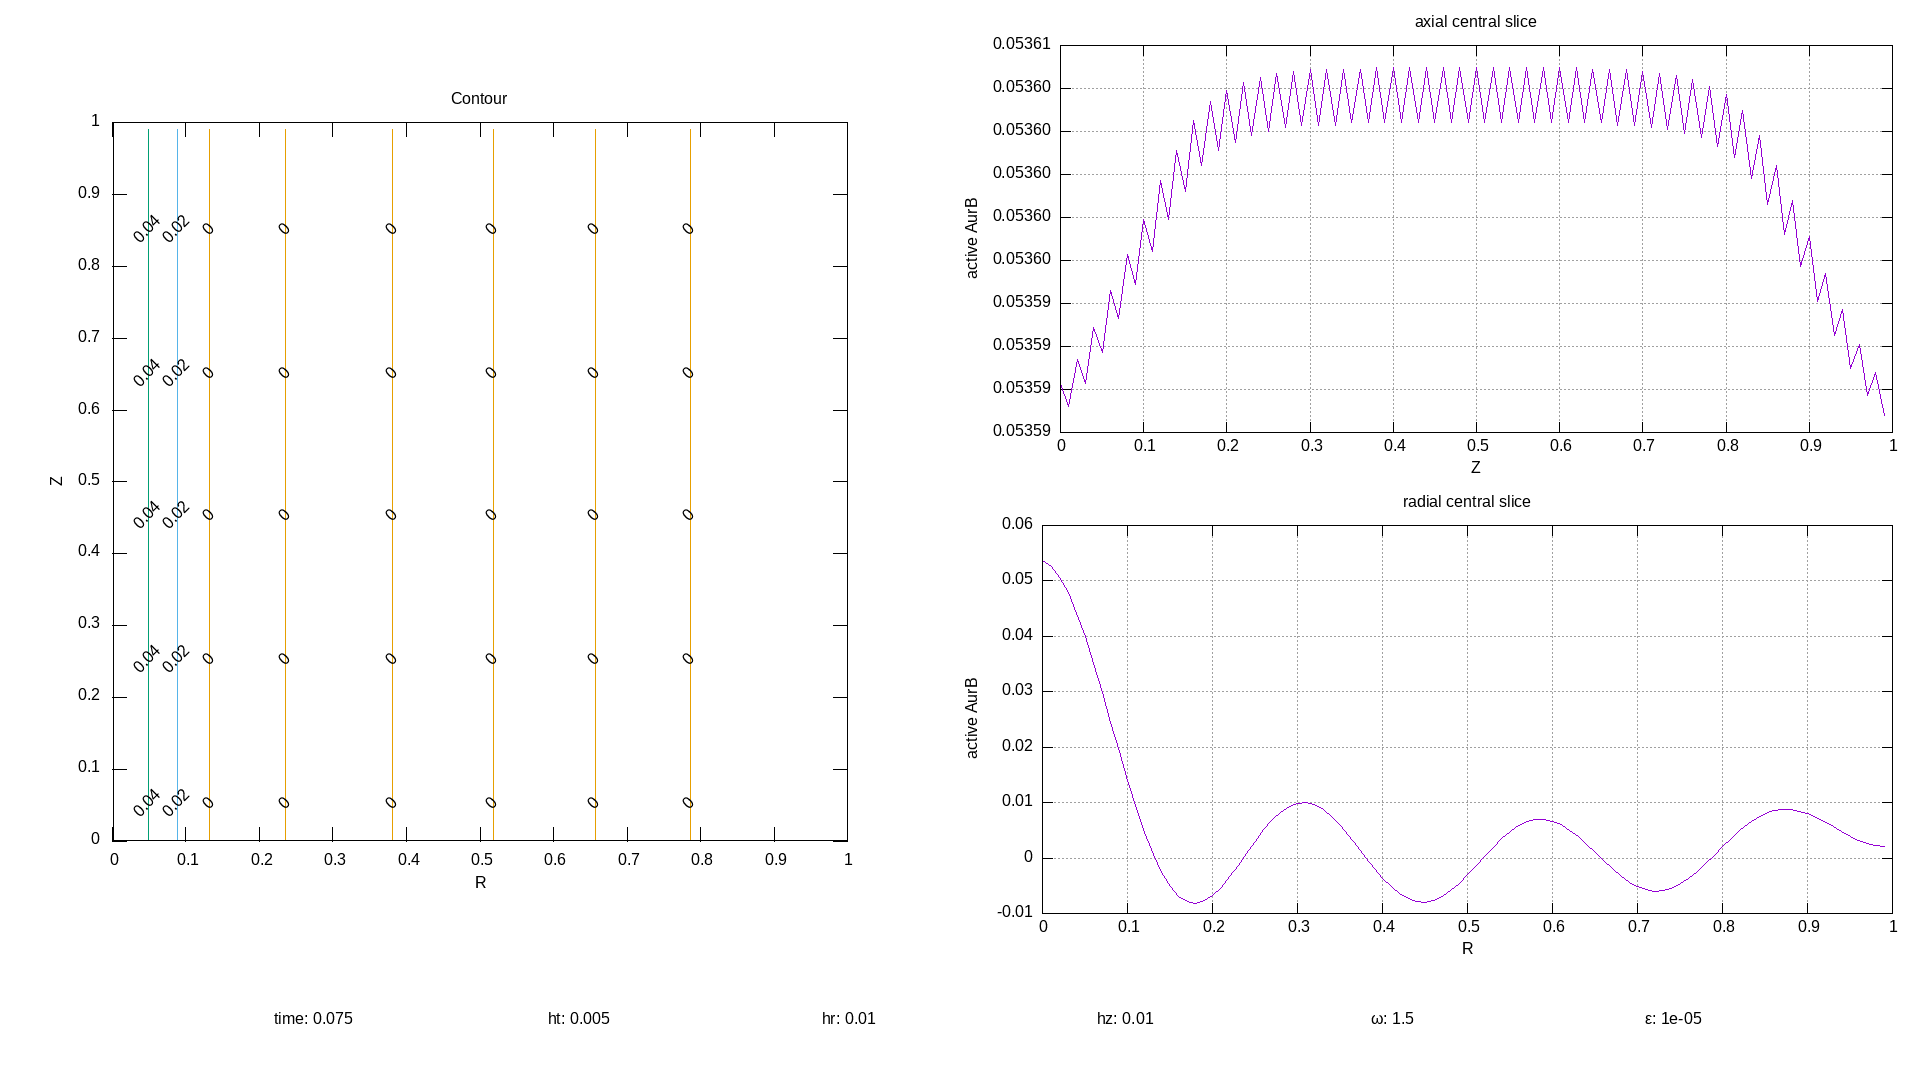 Contour
1
0.9
0.8
0.7
0.6
0.5
0.4
0.3
0.2
0.1
0
Z
0.04 0.02 0 0 0 0 0 0
0.04 0.02 0 0 0 0 0 0
0.04 0.02 0 0 0 0 0 0
0.04 0.02 0 0 0 0 0 0
0.04 0.02 0 0 0 0 0 0
0 0.1 0.2 0.3 0.4 0.5 0.6 0.7 0.8 0.9 1
R
axial central slice
0.05361
0.05360
0.05360
0.05360
0.05360
0.05360
0.05359
0.05359
0.05359
0.05359
active AurB
0 0.1 0.2 0.3 0.4 0.5 0.6 0.7 0.8 0.9 1
Z
radial central slice
0.06
0.05
0.04
0.03
0.02
0.01
0
-0.01
active AurB
0 0.1 0.2 0.3 0.4 0.5 0.6 0.7 0.8 0.9 1
R
time: 0.075 ht: 0.005 hr: 0.01 hz: 0.01 ω: 1.5 ε: 1e-05